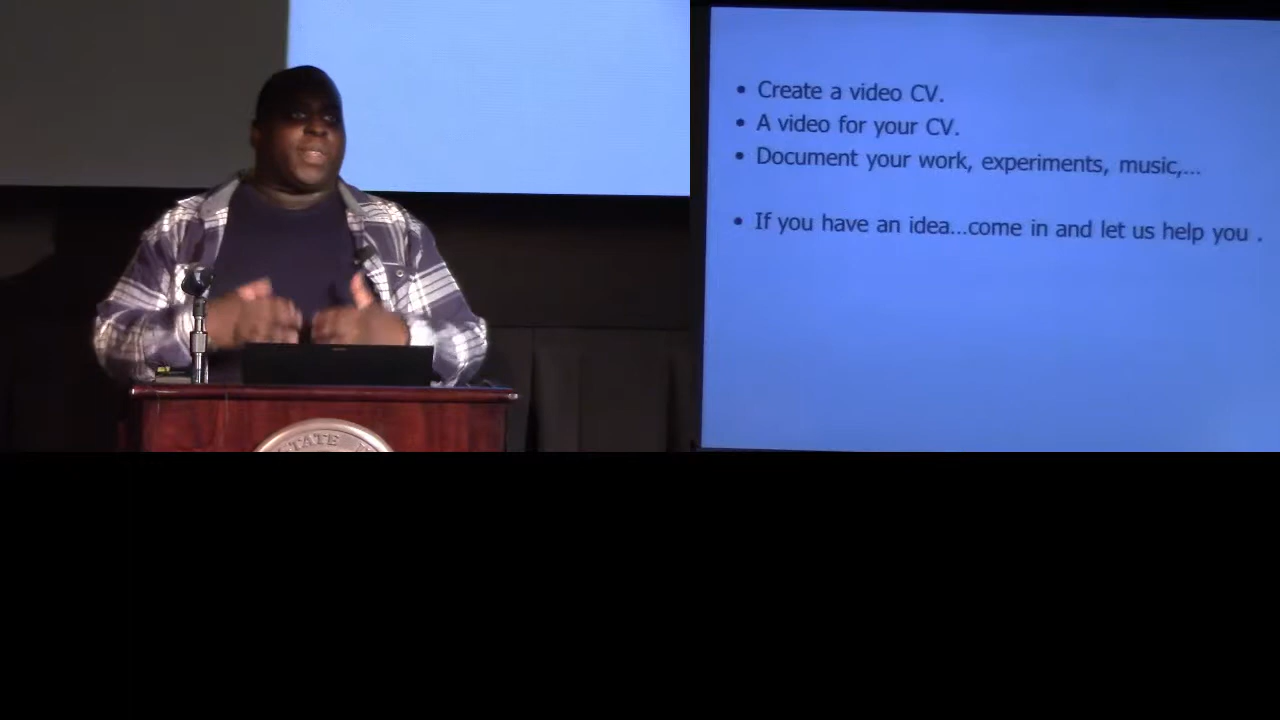 • Create a video CV.
• A video for your CV.
• Document your work, experiments, music,...
• If you have an idea...come in and let us help you .
STATE